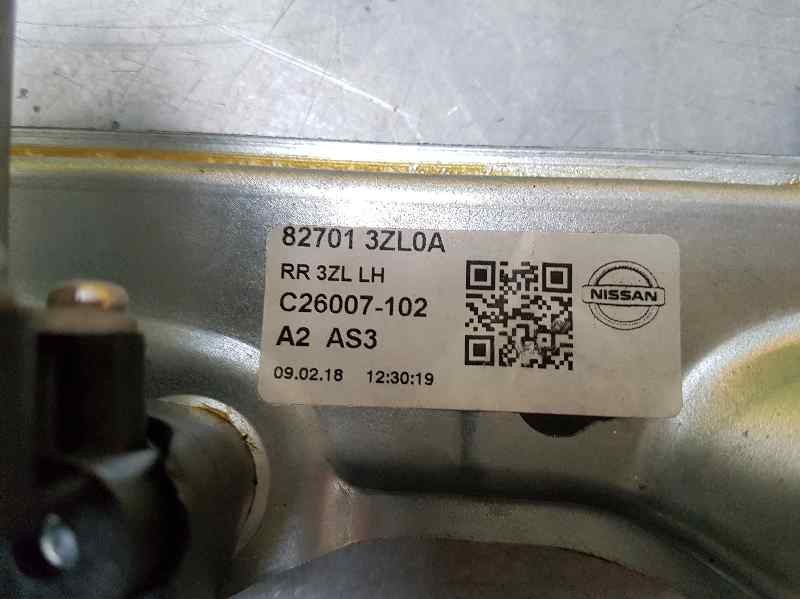 82701 3ZL0A
RR 3ZL LH
C26007-102
A2 AS3
09.02.18 12:30:19
NISSAN